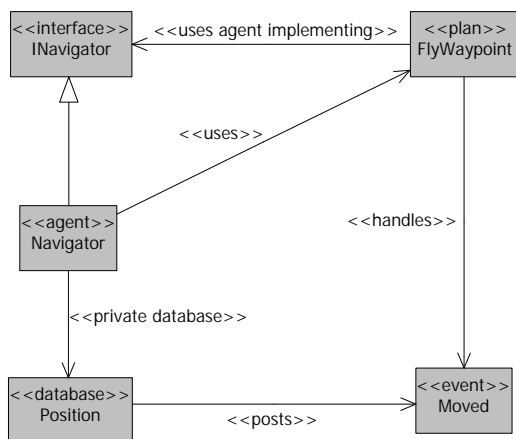 <<interface>>
INavigator
<<uses agent implementing>>
<<plan>>
FlyWaypoint
<<uses>>
<<agent>>
Navigator
<<handles>>
<<private database>>
<<database>>
Position
<<posts>>
<<event>>
Moved